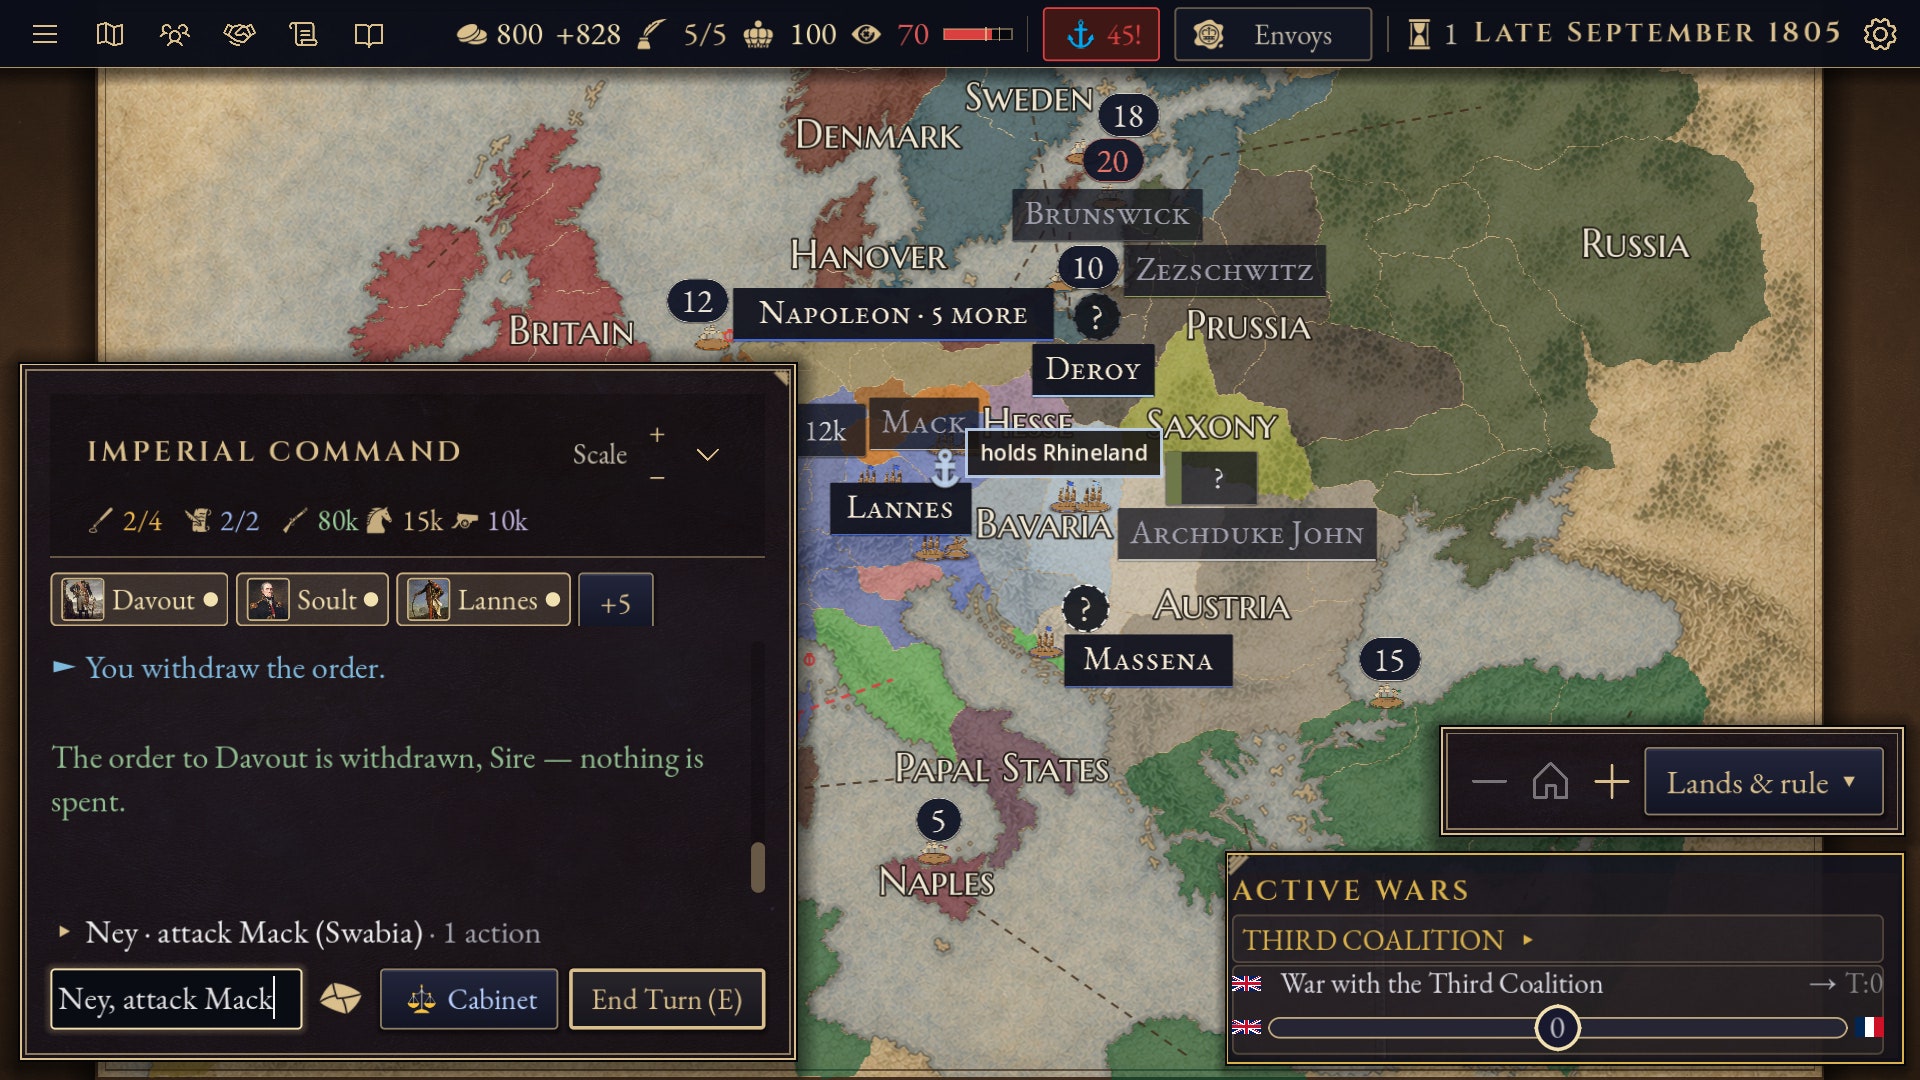 800 +828 5/5 100 70 45! Envoys 1 LATE SEPTEMBER 1805
SWEDEN
18
DENMARK
20
BRUNSWICK
HANOVER
10
ZEZSCHWITZ
RUSSIA
12
NAPOLEON · 5 MORE
?
BRITAIN
PRUSSIA
DEROY
12k
MACK
HESSE
SAXONY
holds Rhineland
?
LANNES
BAVARIA
ARCHDUKE JOHN
?
AUSTRIA
MASSENA
15
PAPAL STATES
5
NAPLES
IMPERIAL COMMAND
Scale + −
2/4 2/2 80k 15k 10k
Davout Soult Lannes +5
► You withdraw the order.
The order to Davout is withdrawn, Sire — nothing is
spent.
▸ Ney · attack Mack (Swabia) · 1 action
Ney, attack Mack
Cabinet
End Turn (E)
Lands & rule ▾
ACTIVE WARS
THIRD COALITION ▸
War with the Third Coalition → T:0
0